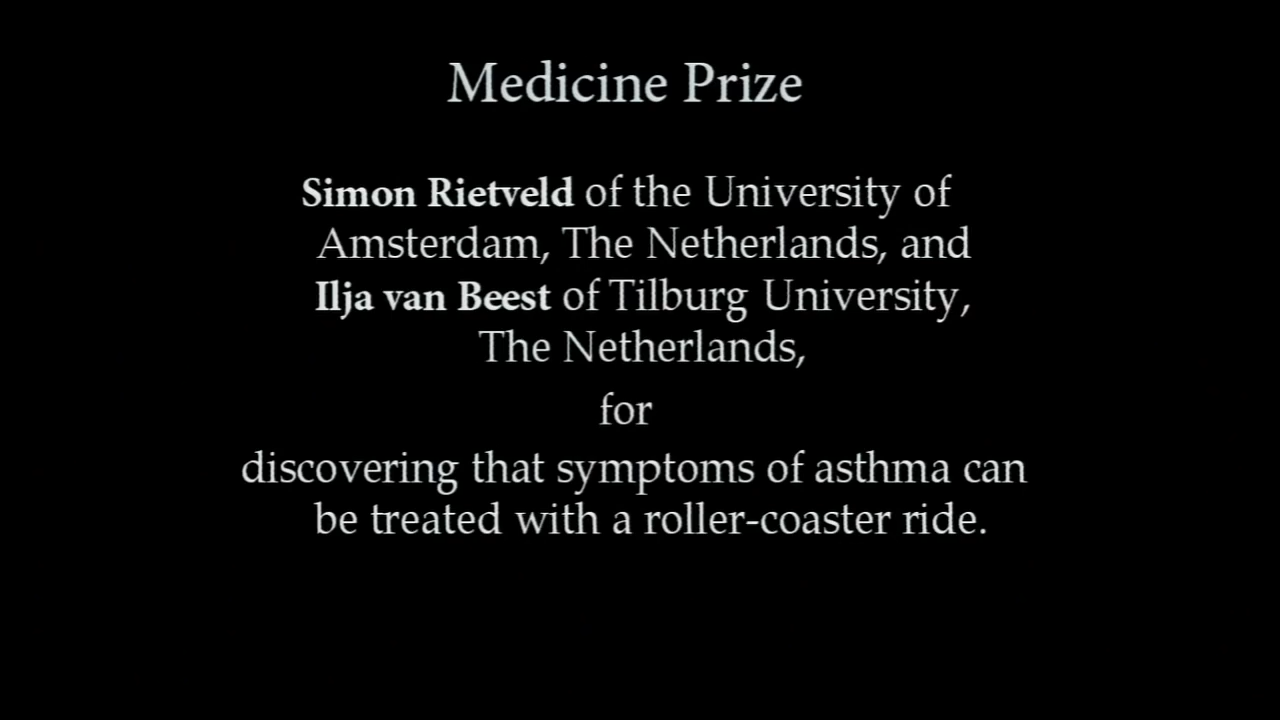 Medicine Prize
Simon Rietveld of the University of
Amsterdam, The Netherlands, and
Ilja van Beest of Tilburg University,
The Netherlands,
for
discovering that symptoms of asthma can
be treated with a roller-coaster ride.